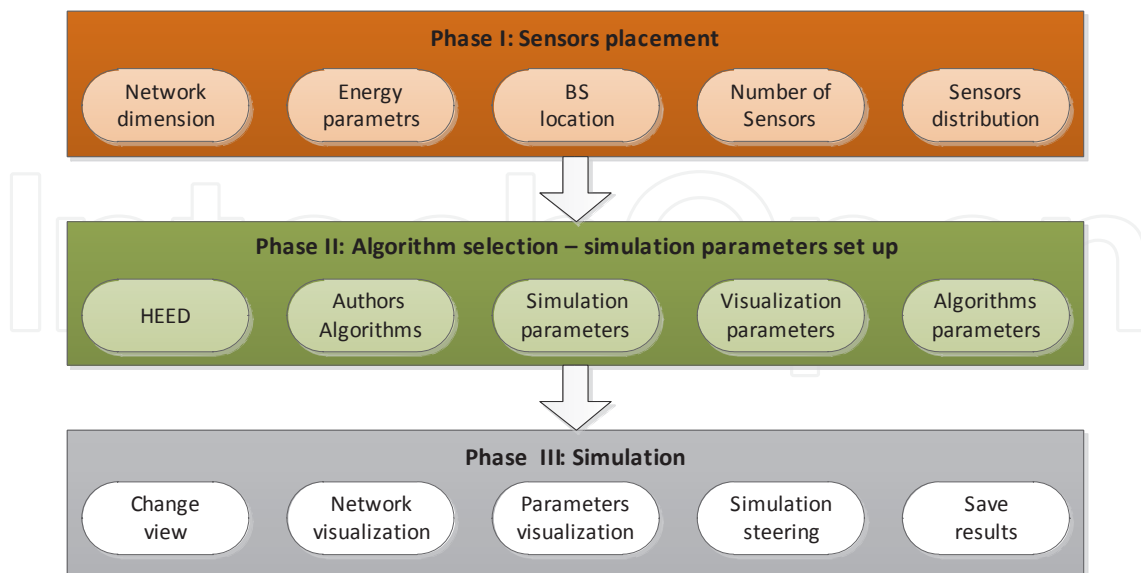 Phase I: Sensors placement
Network dimension
Energy parametrs
BS location
Number of Sensors
Sensors distribution
Phase II: Algorithm selection – simulation parameters set up
HEED
Authors Algorithms
Simulation parameters
Visualization parameters
Algorithms parameters
Phase III: Simulation
Change view
Network visualization
Parameters visualization
Simulation steering
Save results
IntechOpen